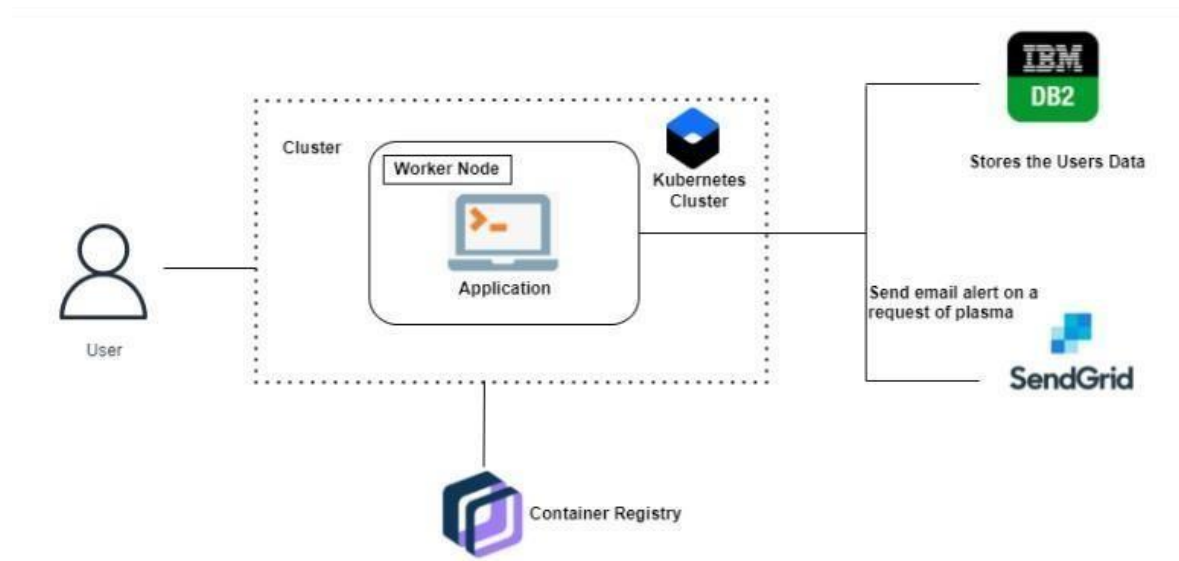 IBM
DB2
Cluster
Worker Node
Stores the Users Data
Kubernetes
Cluster
Application
Send email alert on a
request of plasma
User
SendGrid
Container Registry